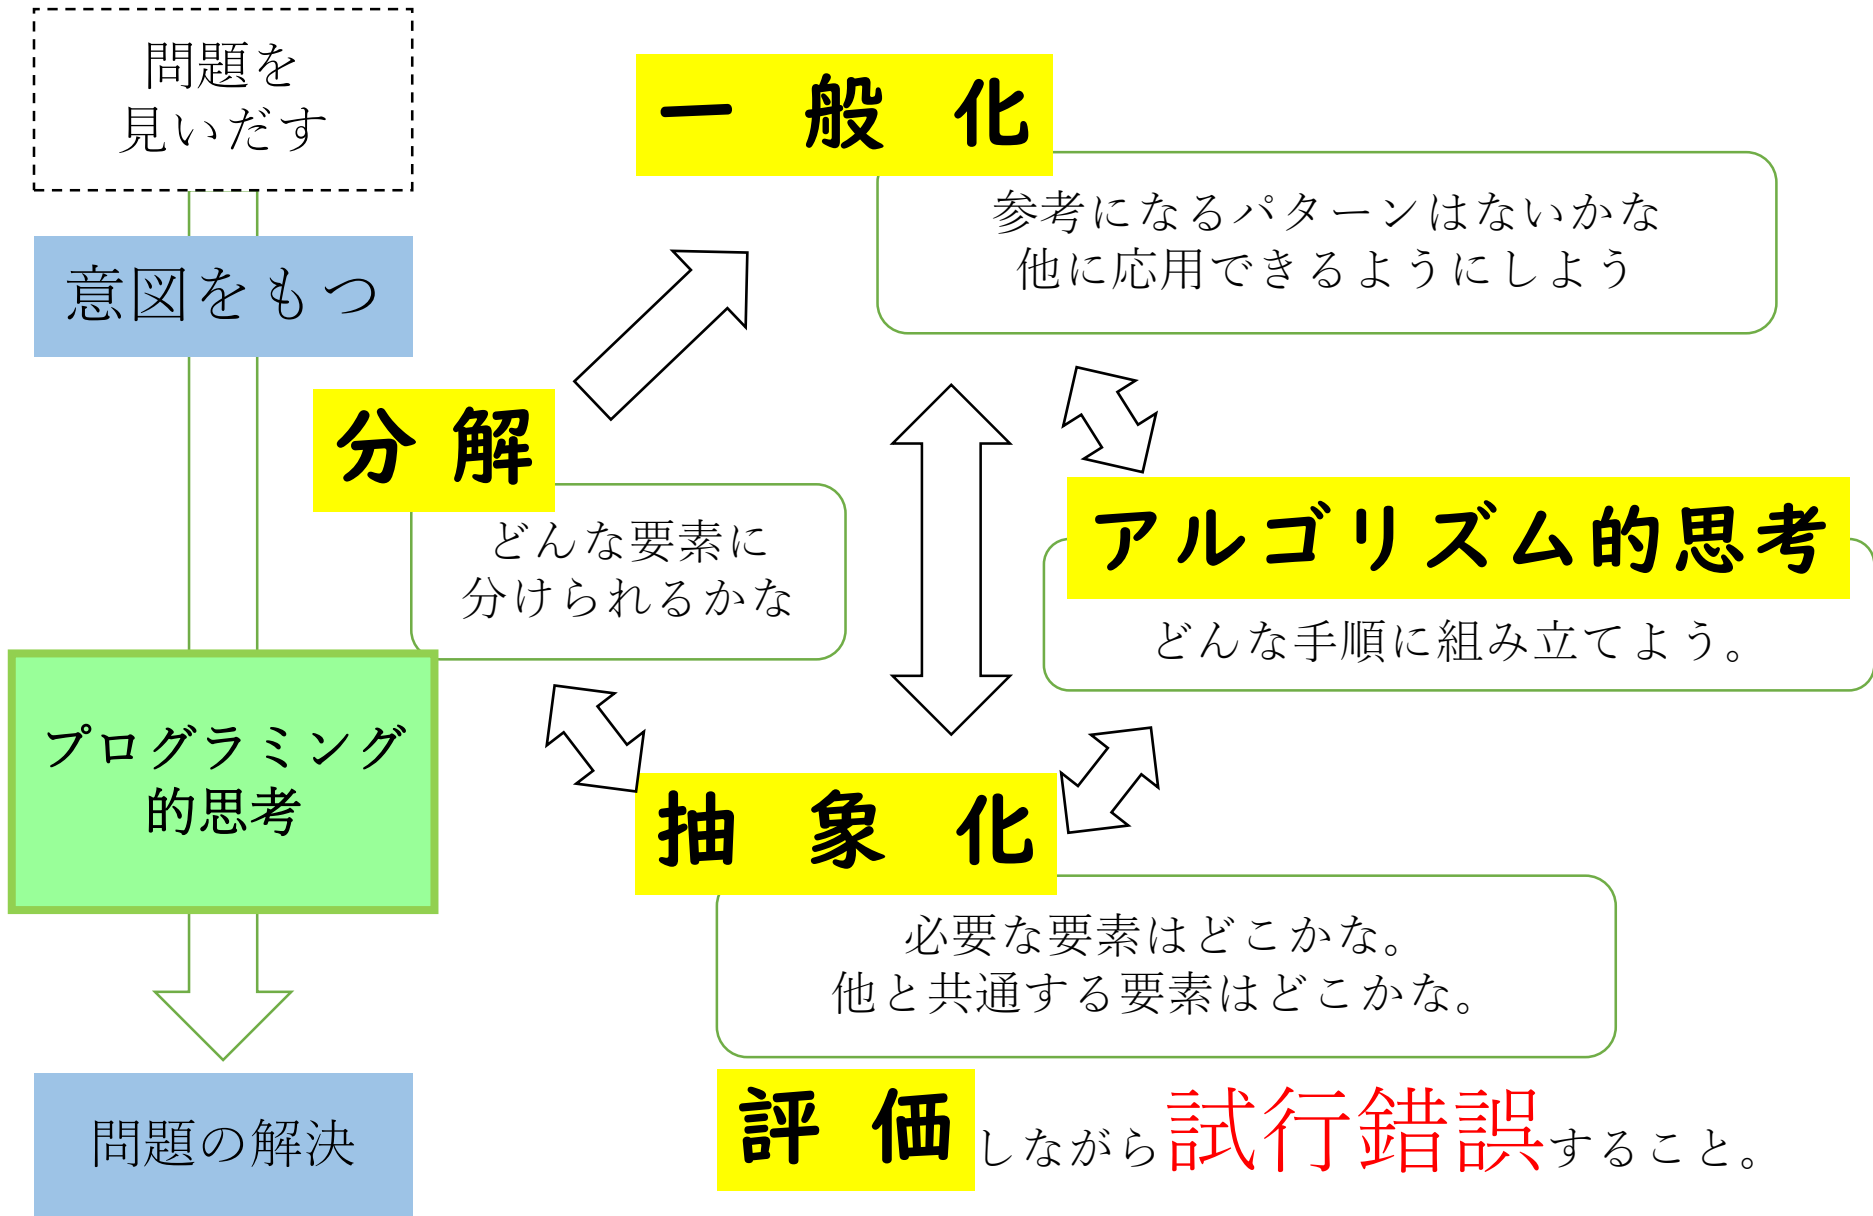 問題を
見いだす
意図をもつ
プログラミング
的思考
問題の解決
一般化
参考になるパターンはないかな
他に応用できるようにしよう
分解
どんな要素に
分けられるかな
アルゴリズム的思考
どんな手順に組み立てよう。
抽象化
必要な要素はどこかな。
他と共通する要素はどこかな。
評価しながら試行錯誤すること。